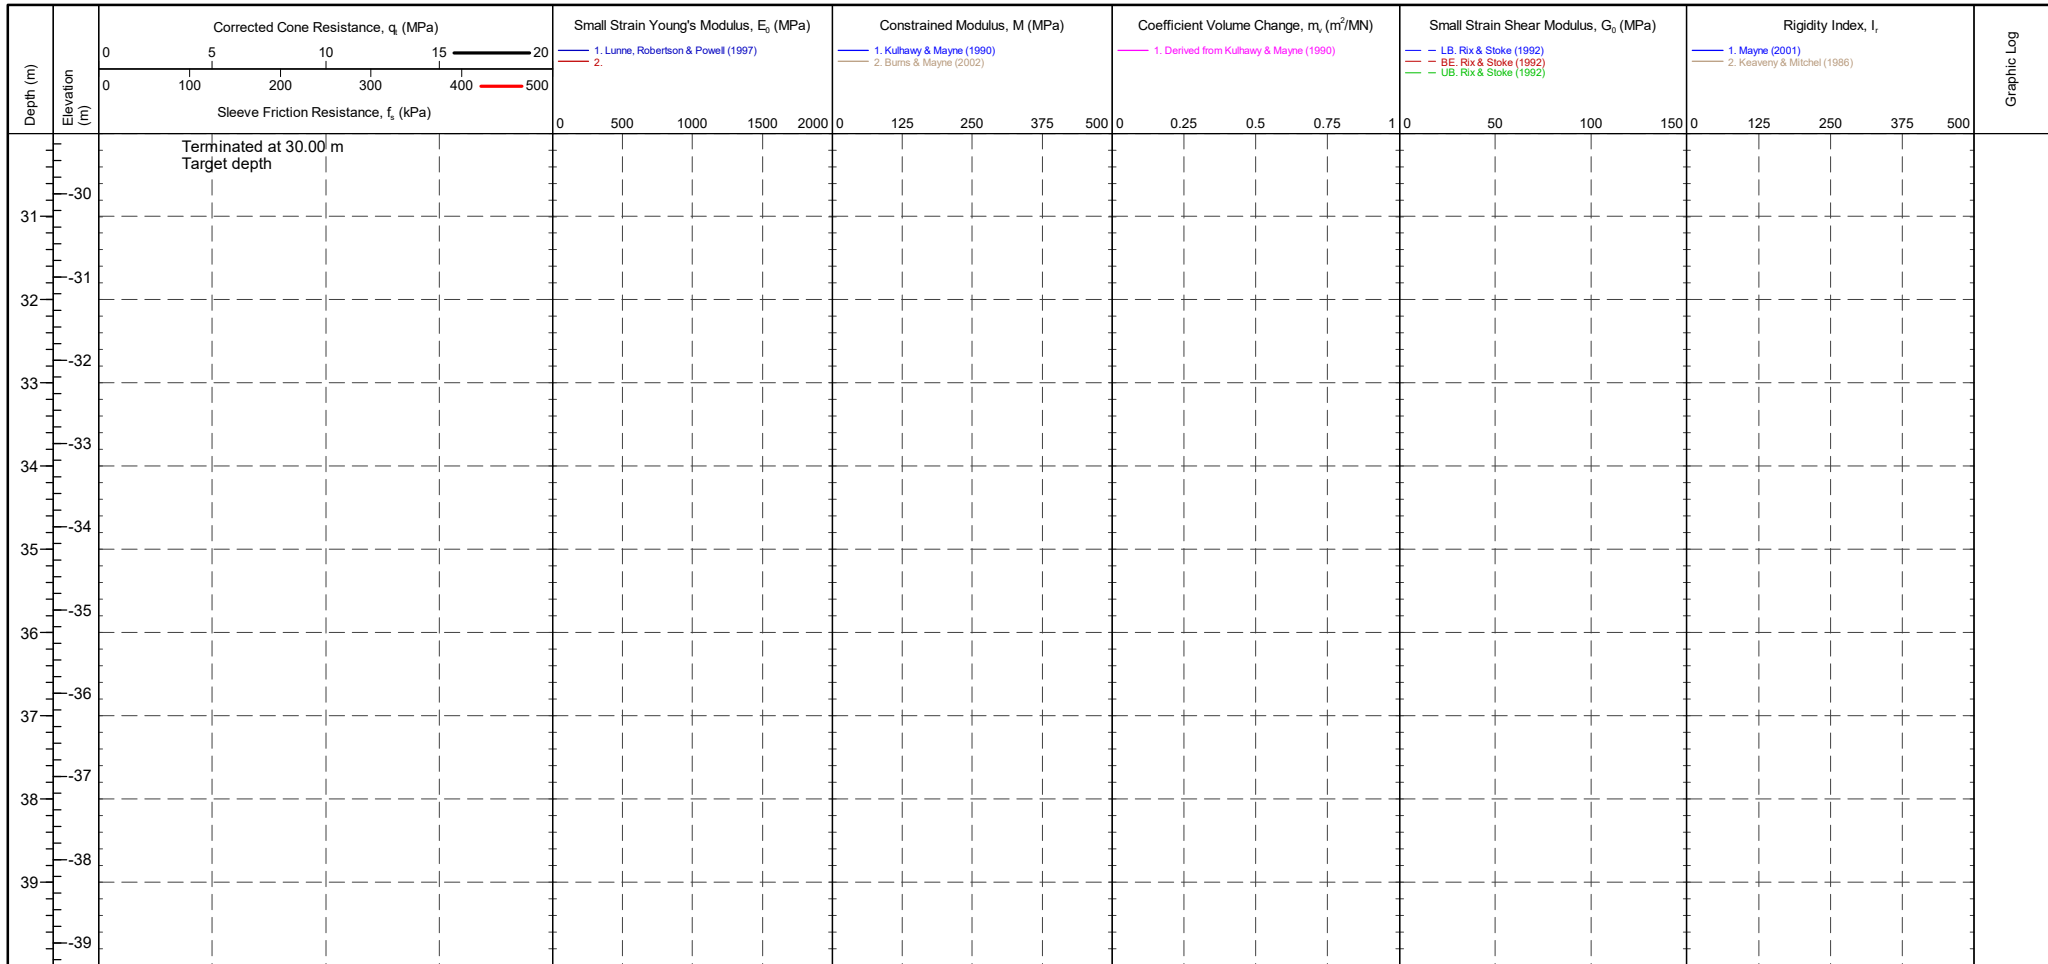 Depth (m)
Elevation (m)
Corrected Cone Resistance, qt (MPa)
0 5 10 15 20
0 100 200 300 400 500
Sleeve Friction Resistance, fs (kPa)
Small Strain Young's Modulus, E0 (MPa)
1. Lunne, Robertson & Powell (1997)
2.
0 500 1000 1500 2000
Constrained Modulus, M (MPa)
1. Kulhawy & Mayne (1990)
2. Burns & Mayne (2002)
0 125 250 375 500
Coefficient Volume Change, mv (m²/MN)
1. Derived from Kulhawy & Mayne (1990)
0 0.25 0.5 0.75 1
Small Strain Shear Modulus, G0 (MPa)
LB. Rix & Stoke (1992)
BE. Rix & Stoke (1992)
UB. Rix & Stoke (1992)
0 50 100 150
Rigidity Index, Ir
1. Mayne (2001)
2. Keaveny & Mitchel (1986)
0 125 250 375 500
Graphic Log
Terminated at 30.00 m
Target depth
-30
31
-31
32
-32
33
-33
34
-34
35
-35
36
-36
37
-37
38
-38
39
-39